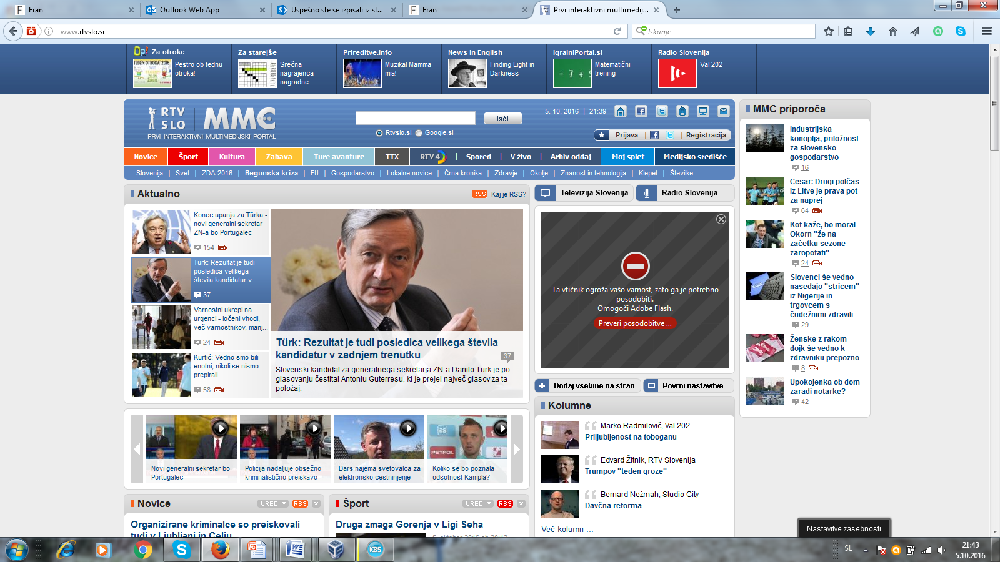 Fran
Outlook Web App
Uspešno ste se izpisali iz st...
Fran
Prvi interaktivni multimedij...
www.rtvslo.si
Iskanje
Za otroke
Pestro ob tednu
otroka!
Za starejše
Srečna
nagrajenca
nagradne...
Prireditve.info
Muzikal Mamma
mia!
News in English
Finding Light in
Darkness
IgralniPortal.si
Matematični
trening
Radio Slovenija
Val 202
RTV
SLO
MMC
PRVI INTERAKTIVNI MULTIMEDIJSKI PORTAL
Išči
Rtvslo.si Google.si
5. 10. 2016 | 21:39
Prijava | | Registracija
Novice Šport Kultura Zabava Ture avanture TTX RTV 4 | Spored | V živo | Arhiv oddaj Moj splet Medijsko središče
Slovenija | Svet | ZDA 2016 | Begunska kriza | EU | Gospodarstvo | Lokalne novice | Črna kronika | Zdravje | Okolje | Znanost in tehnologija | Klepet | Številke
Aktualno
RSS Kaj je RSS?
Konec upanja za Türka -
novi generalni sekretar
ZN-a bo Portugalec
154
Türk: Rezultat je tudi
posledica velikega
števila kandidatur v...
37
Varnostni ukrepi na
urgenci - ločeni vhodi,
več varnostnikov, manj...
24
Kurtić: Vedno smo bili
enotni, nikoli se nismo
prepirali
58
Türk: Rezultat je tudi posledica velikega števila
kandidatur v zadnjem trenutku
37
Slovenski kandidat za generalnega sekretarja ZN-a Danilo Türk je po
glasovanju čestital Antoniu Guterresu, ki je prejel največ glasov za ta
položaj.
Novi generalni sekretar bo
Portugalec
Policija nadaljuje obsežno
kriminalistično preiskavo
Dars najema svetovalca za
elektronsko cestninjenje
PETROL
Koliko se bo poznala
odsotnost Kampla?
Novice
UREDI RSS
Organizirane kriminalce so preiskovali
tudi v Ljubljani in Celju
Šport
UREDI RSS
Druga zmaga Gorenja v Ligi Seha
Televizija Slovenija
Radio Slovenija
Ta vtičnik ogroža vašo varnost, zato ga je potrebno
posodobiti.
Omogoči Adobe Flash.
Preveri posodobitve ...
Dodaj vsebine na stran
Povrni nastavitve
Kolumne
Marko Radmilovič, Val 202
Priljubljenost na toboganu
Edvard Žitnik, RTV Slovenija
Trumpov "teden groze"
Bernard Nežmah, Studio City
Davčna reforma
Več kolumn ...
MMC priporoča
Industrijska
konoplja, priložnost
za slovensko
gospodarstvo
16
Cesar: Drugi polčas
iz Litve je prava pot
za naprej
64
Kot kaže, bo moral
Okorn "že na
začetku sezone
zaropotati"
24
Slovenci še vedno
nasedajo "stricem"
iz Nigerije in
trgovcem s
čudežnimi zdravili
29
Ženske z rakom
dojk še vedno k
zdravniku prepozno
8
Upokojenka ob dom
zaradi notarke?
42
Nastavitve zasebnosti
SL
21:43
5.10.2016